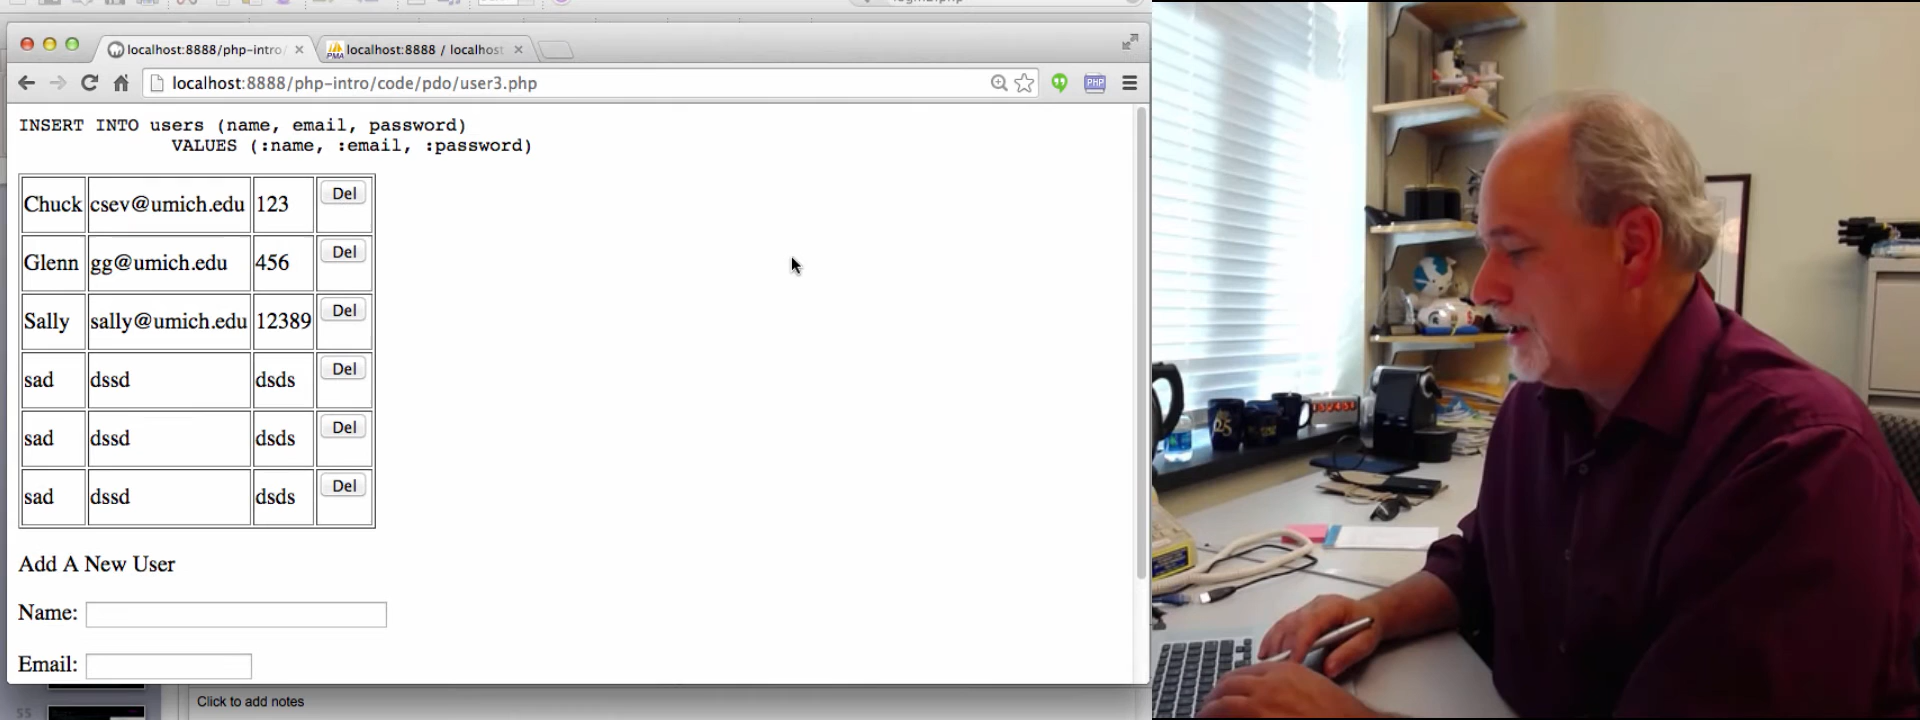 localhost:8888/php-intro
localhost:8888 / localhost
PMA
localhost:8888/php-intro/code/pdo/user3.php
PHP
INSERT INTO users (name, email, password)
VALUES (:name, :email, :password)
Chuck csev@umich.edu 123 Del
Glenn gg@umich.edu 456 Del
Sally sally@umich.edu 12389 Del
sad dssd dsds Del
sad dssd dsds Del
sad dssd dsds Del
Add A New User
Name:
Email:
55
Click to add notes